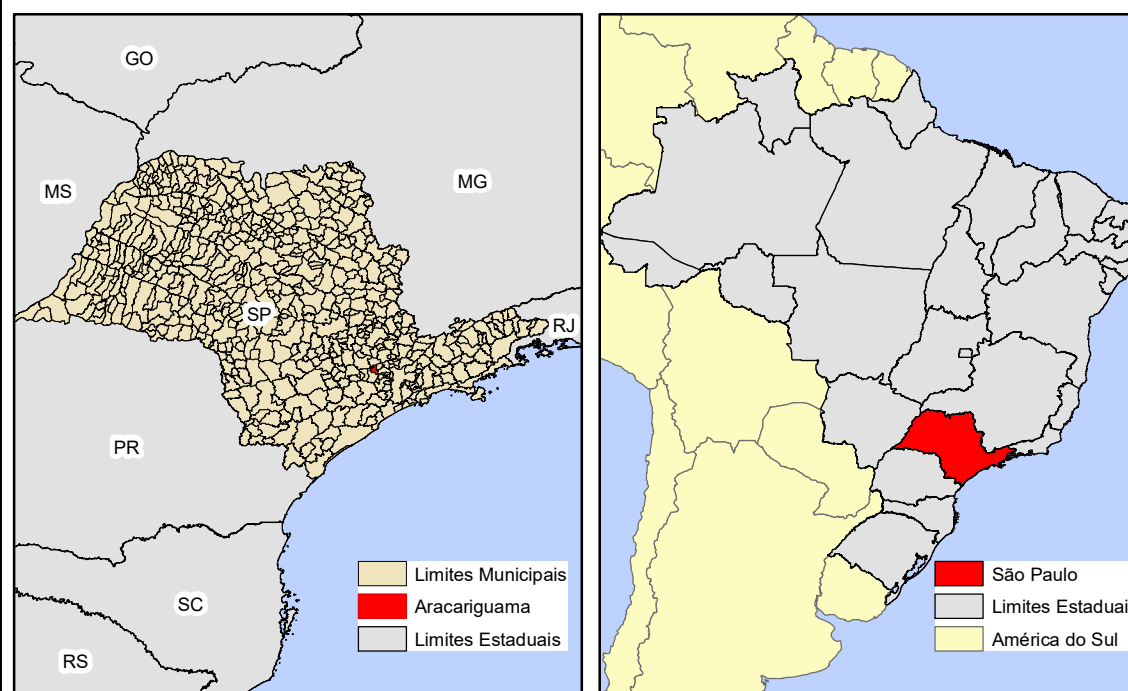 GO
MS
MG
SP
RJ
PR
SC
RS
Limites Municipais
Aracariguama
Limites Estaduais
São Paulo
Limites Estaduai
América do Sul